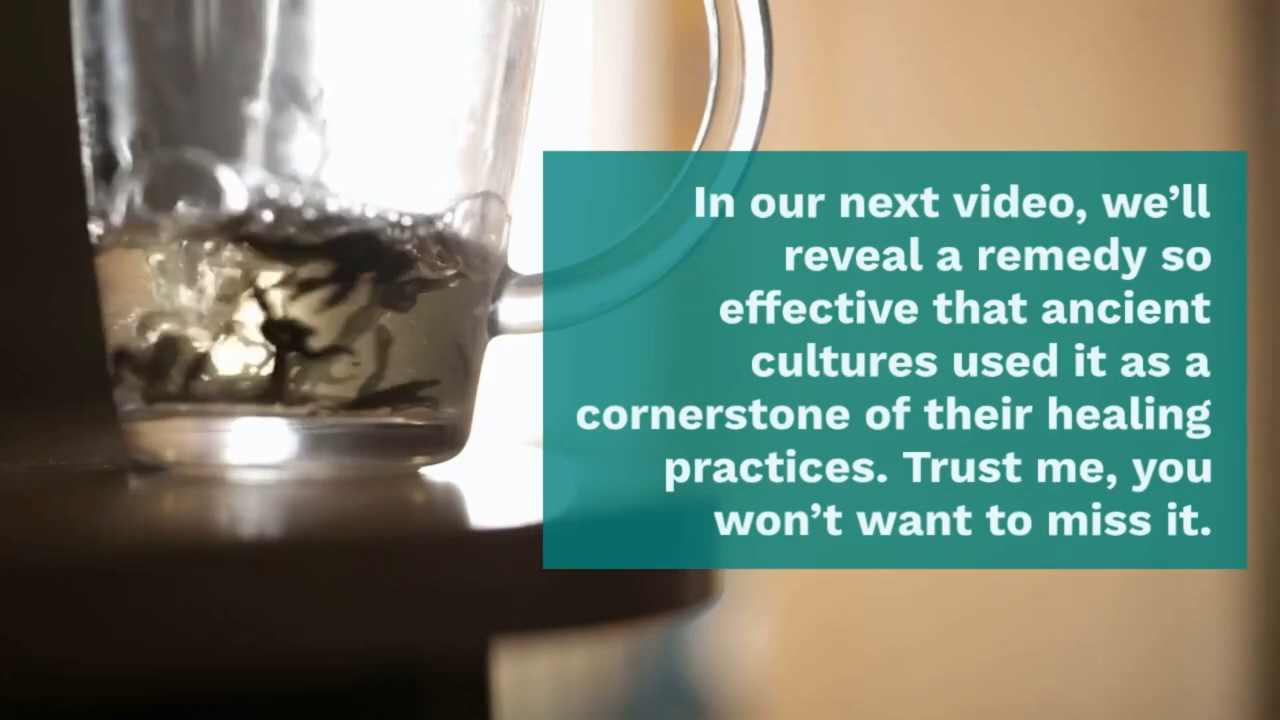 In our next video, we’ll
reveal a remedy so
effective that ancient
cultures used it as a
cornerstone of their healing
practices. Trust me, you
won’t want to miss it.